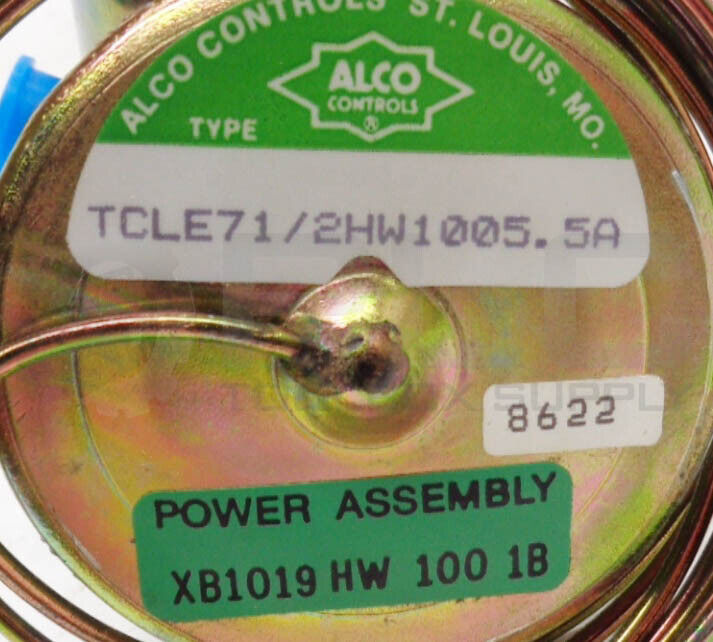 ALCO CONTROLS ST. LOUIS, MO.
ALCO
CONTROLS
®
TYPE
TCLE71/2HW1005.5A
8622
POWER ASSEMBLY
XB1019 HW 100 1B